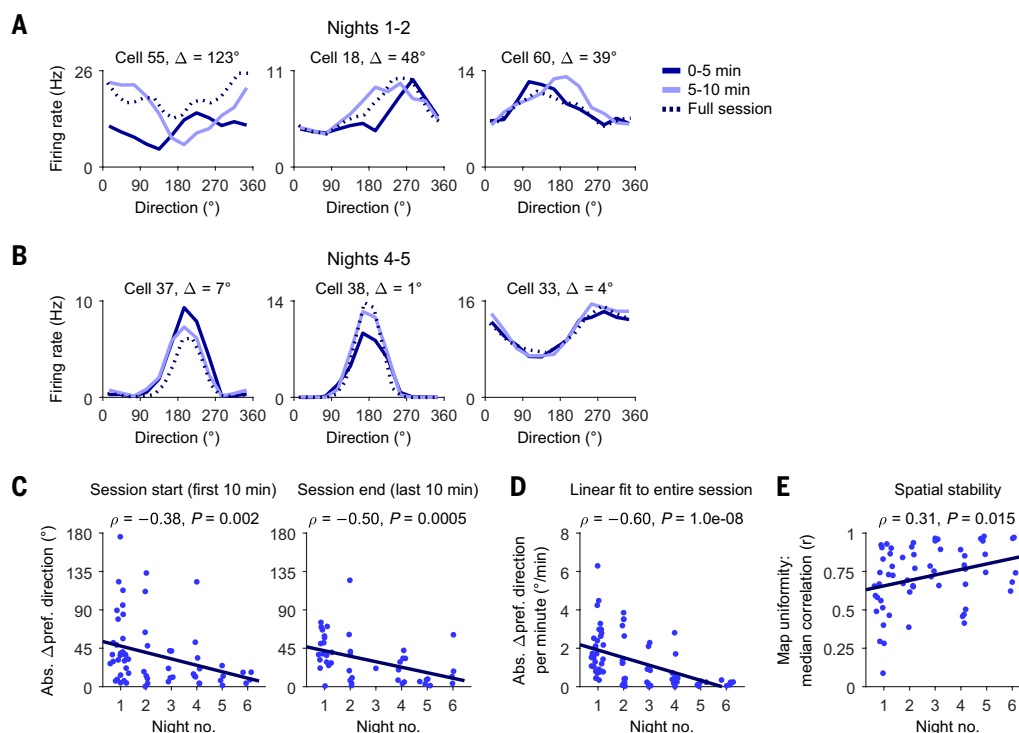 A
Nights 1-2
Cell 55, Δ = 123°
Cell 18, Δ = 48°
Cell 60, Δ = 39°
0-5 min
5-10 min
Full session
Firing rate (Hz)
26
0
11
0
14
0
0 90 180 270 360
0 90 180 270 360
0 90 180 270 360
Direction (°)
Direction (°)
Direction (°)
B
Nights 4-5
Cell 37, Δ = 7°
Cell 38, Δ = 1°
Cell 33, Δ = 4°
Firing rate (Hz)
10
0
14
0
16
0
0 90 180 270 360
0 90 180 270 360
0 90 180 270 360
Direction (°)
Direction (°)
Direction (°)
C
Session start (first 10 min)
ρ = −0.38, P = 0.002
Abs. Δpref. direction (°)
180
135
90
45
0
1 2 3 4 5 6
Night no.
Session end (last 10 min)
ρ = −0.50, P = 0.0005
180
135
90
45
0
1 2 3 4 5 6
Night no.
D
Linear fit to entire session
ρ = −0.60, P = 1.0e-08
Abs. Δpref. direction
per minute (°/min)
8
6
4
2
0
1 2 3 4 5 6
Night no.
E
Spatial stability
ρ = 0.31, P = 0.015
Map uniformity:
median correlation (r)
1
0.75
0.5
0.25
0
1 2 3 4 5 6
Night no.